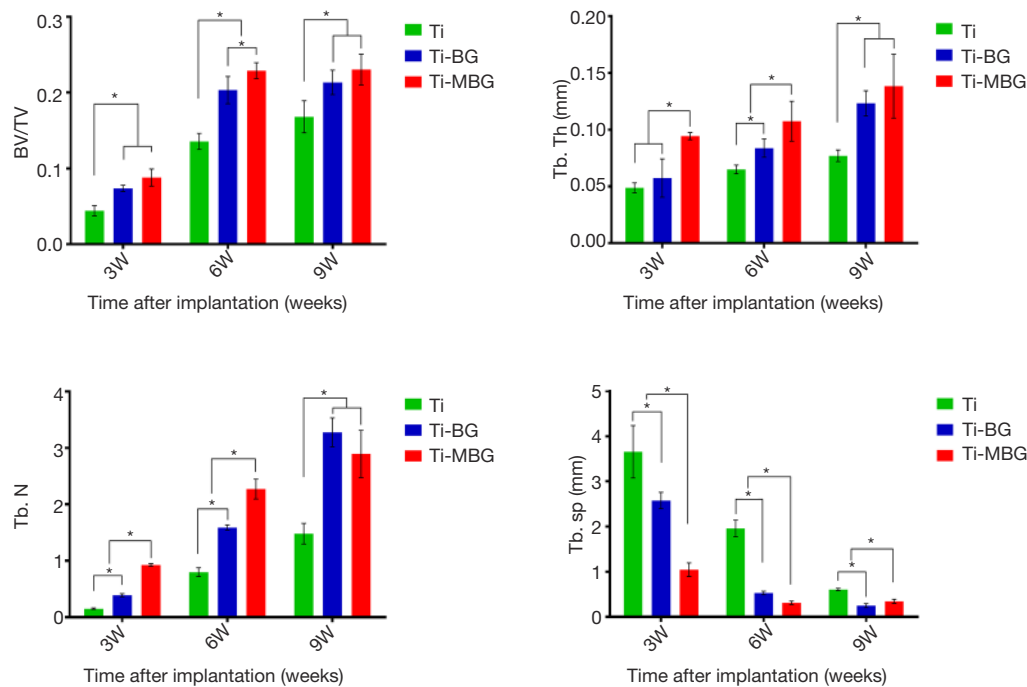 BV/TV
0.3
0.2
0.1
0.0
*
*
*
*
3W
6W
9W
Time after implantation (weeks)
Ti
Ti-BG
Ti-MBG
Tb. Th (mm)
0.20
0.15
0.10
0.05
0.00
*
*
*
*
3W
6W
9W
Time after implantation (weeks)
Ti
Ti-BG
Ti-MBG
Tb. N
4
3
2
1
0
*
*
*
*
*
3W
6W
9W
Time after implantation (weeks)
Ti
Ti-BG
Ti-MBG
Tb. sp (mm)
5
4
3
2
1
0
*
*
*
*
*
*
3W
6W
9W
Time after implantation (weeks)
Ti
Ti-BG
Ti-MBG